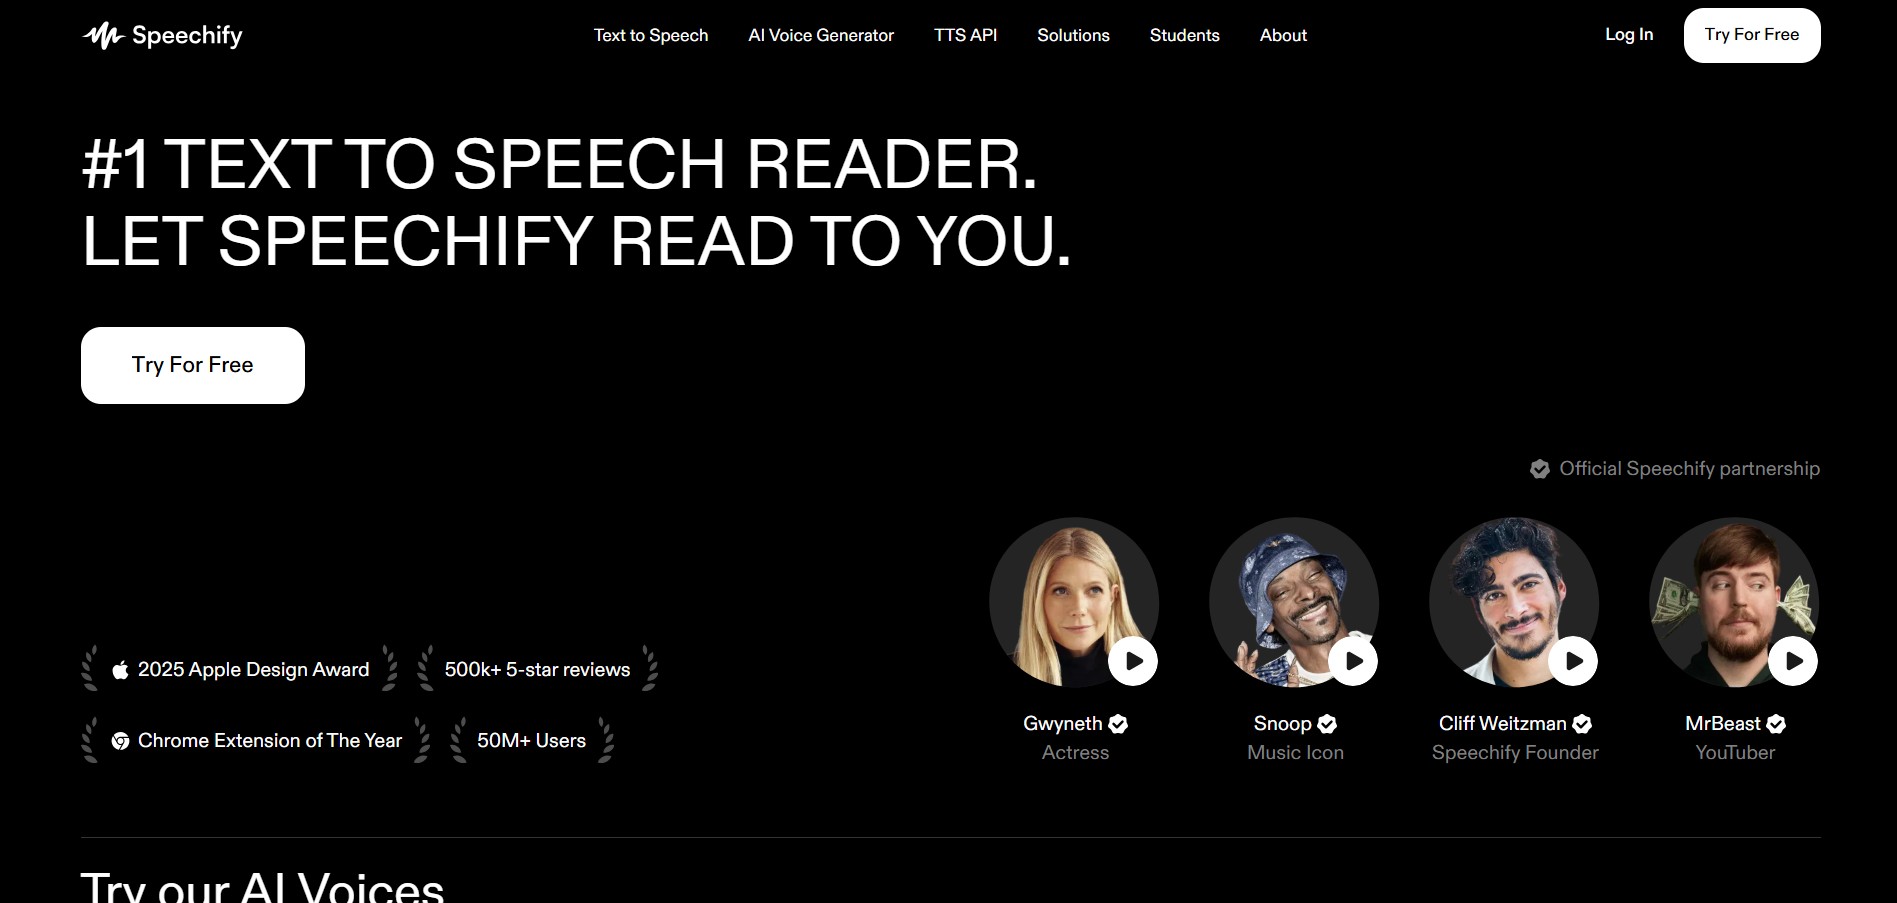 Speechify
Text to Speech
AI Voice Generator
TTS API
Solutions
Students
About
Log In
Try For Free
#1 TEXT TO SPEECH READER.
LET SPEECHIFY READ TO YOU.
Try For Free
Official Speechify partnership
2025 Apple Design Award
500k+ 5-star reviews
Chrome Extension of The Year
50M+ Users
Gwyneth
Actress
Snoop
Music Icon
Cliff Weitzman
Speechify Founder
MrBeast
YouTuber
Try our AI Voices